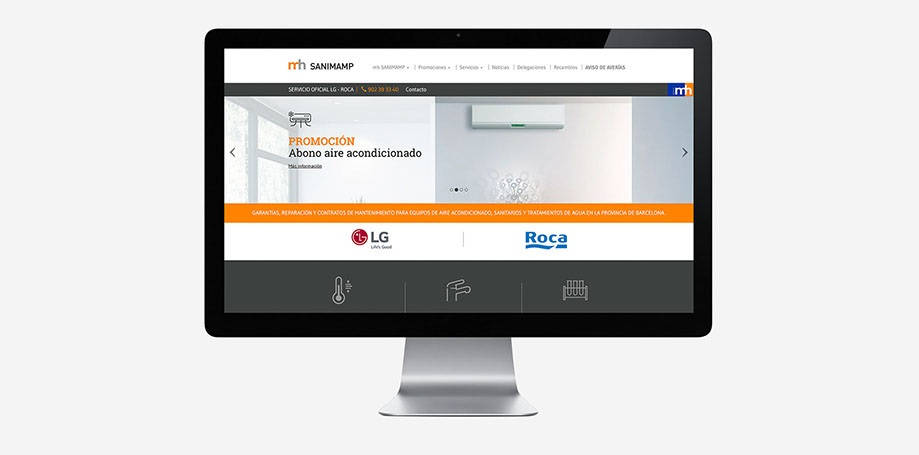 mh SANIMAMP
mh SANIMAMP | Promociones | Servicios | Noticias | Delegaciones | Recambios | AVISO DE AVERÍAS
SERVICIO OFICIAL LG - ROCA | 902 39 33 40 Contacto
mh
PROMOCIÓN
Abono aire acondicionado
Más información
GARANTÍAS, REPARACIÓN Y CONTRATOS DE MANTENIMIENTO PARA EQUIPOS DE AIRE ACONDICIONADO, SANITARIOS Y TRATAMIENTOS DE AGUA EN LA PROVINCIA DE BARCELONA.
LG
Life's Good
Roca